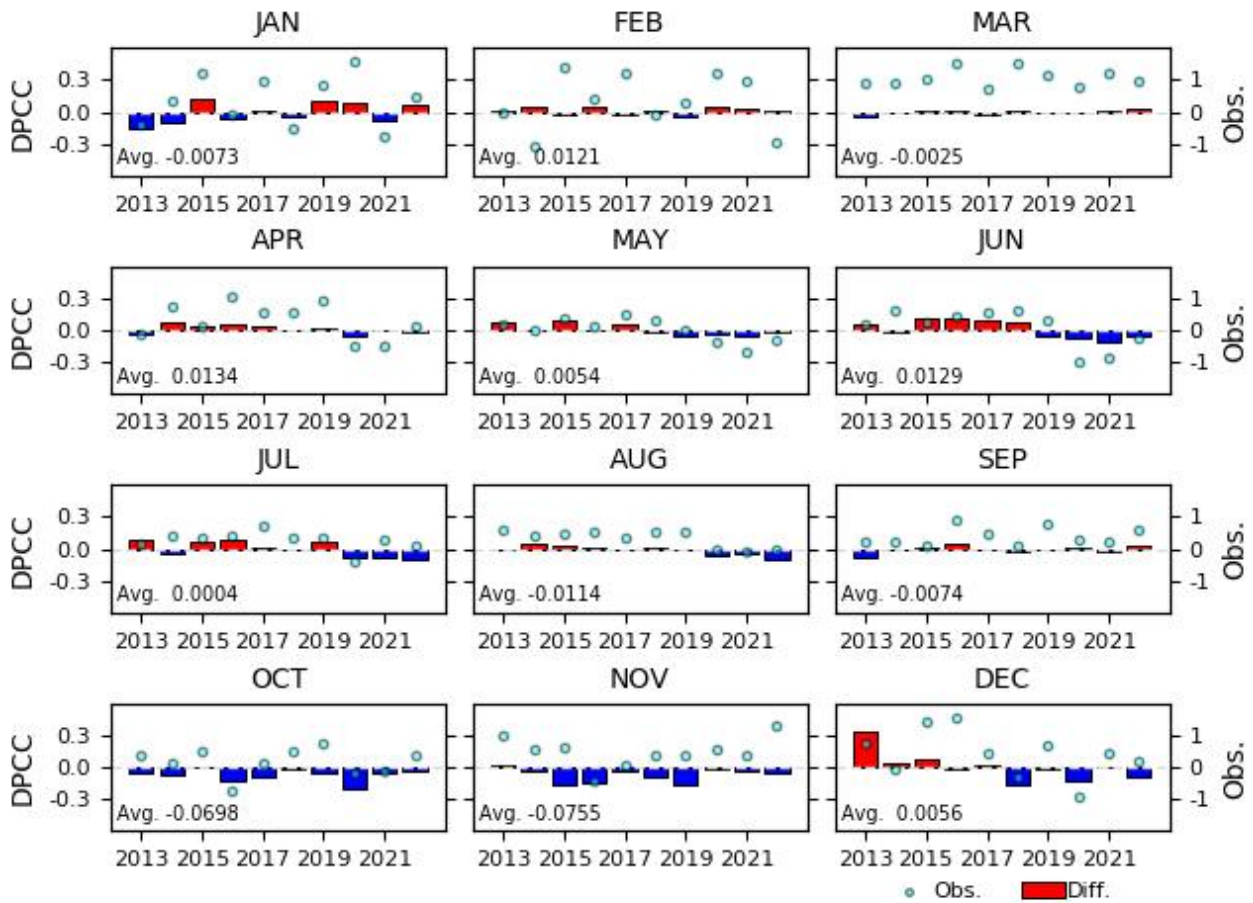 JAN FEB MAR
DPCC 0.3 0.0 -0.3 Avg. -0.0073 Avg. 0.0121 Avg. -0.0025 1 0 -1 Obs.
2013 2015 2017 2019 2021 2013 2015 2017 2019 2021 2013 2015 2017 2019 2021
APR MAY JUN
DPCC 0.3 0.0 -0.3 Avg. 0.0134 Avg. 0.0054 Avg. 0.0129 1 0 -1 Obs.
2013 2015 2017 2019 2021 2013 2015 2017 2019 2021 2013 2015 2017 2019 2021
JUL AUG SEP
DPCC 0.3 0.0 -0.3 Avg. 0.0004 Avg. -0.0114 Avg. -0.0074 1 0 -1 Obs.
2013 2015 2017 2019 2021 2013 2015 2017 2019 2021 2013 2015 2017 2019 2021
OCT NOV DEC
DPCC 0.3 0.0 -0.3 Avg. -0.0698 Avg. -0.0755 Avg. 0.0056 1 0 -1 Obs.
2013 2015 2017 2019 2021 2013 2015 2017 2019 2021 2013 2015 2017 2019 2021
Obs. Diff.